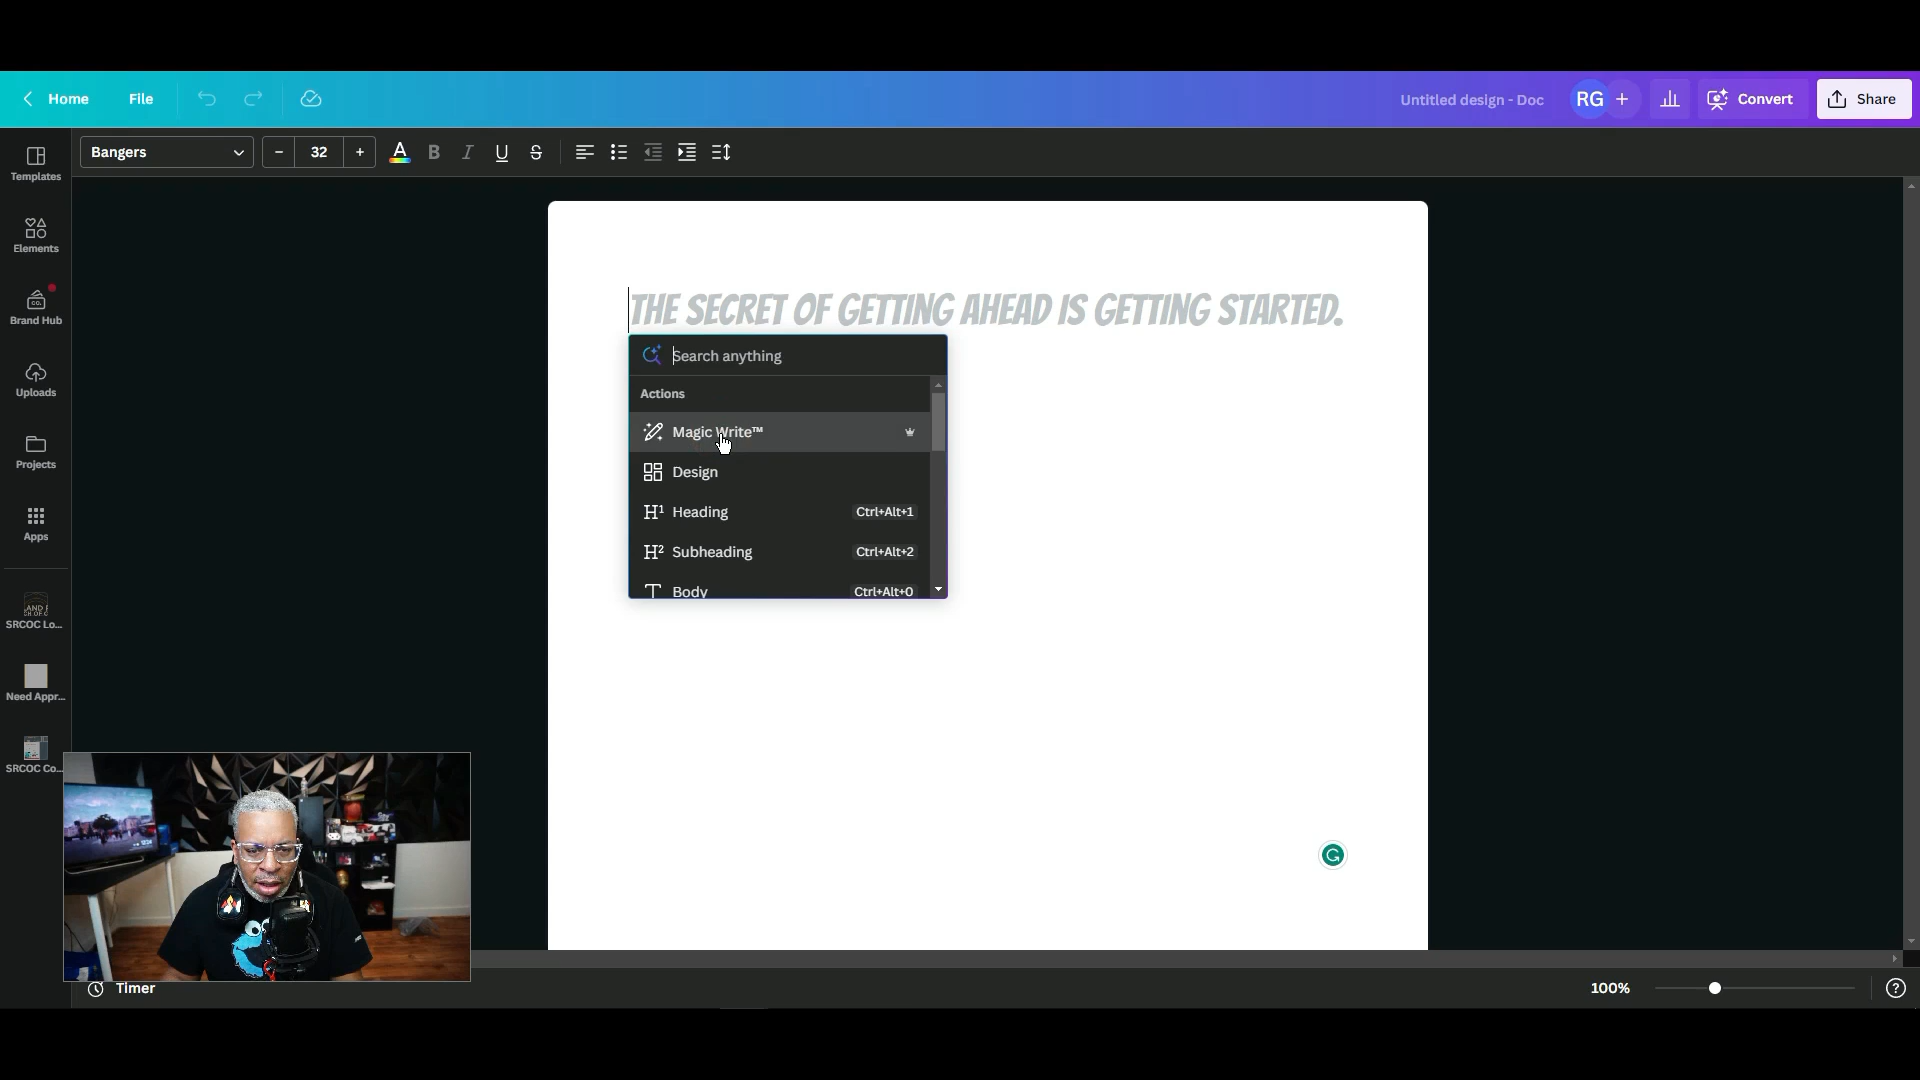 Home
File
Untitled design - Doc
RG
Convert
Share
Bangers
32
Templates
Elements
Brand Hub
Uploads
Projects
Apps
SRCOC Lo...
Need Appr...
SRCOC Co...
THE SECRET OF GETTING AHEAD IS GETTING STARTED.
Search anything
Actions
Magic Write™
Design
H1 Heading Ctrl+Alt+1
H2 Subheading Ctrl+Alt+2
Body Ctrl+Alt+0
Timer
100%